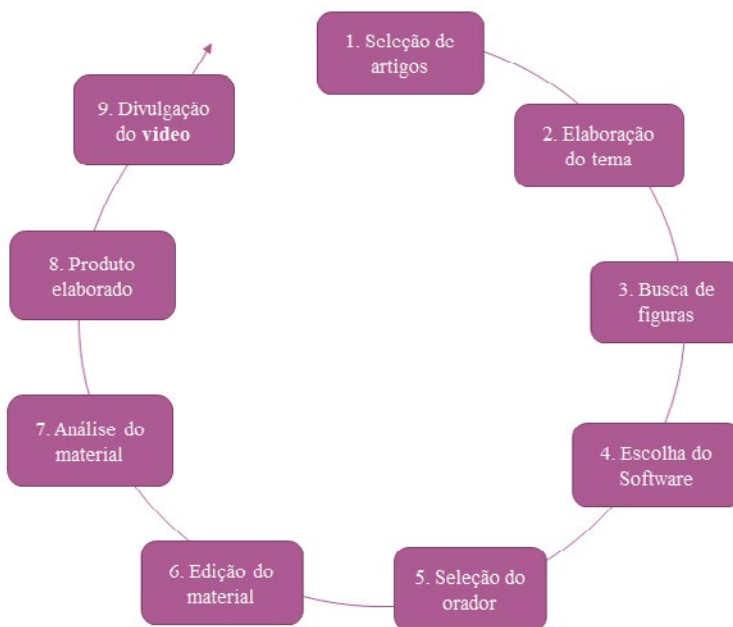 1. Seleção de
artigos
2. Elaboração
do tema
3. Busca de
figuras
4. Escolha do
Software
5. Seleção do
orador
6. Edição do
material
7. Análise do
material
8. Produto
elaborado
9. Divulgação
do video